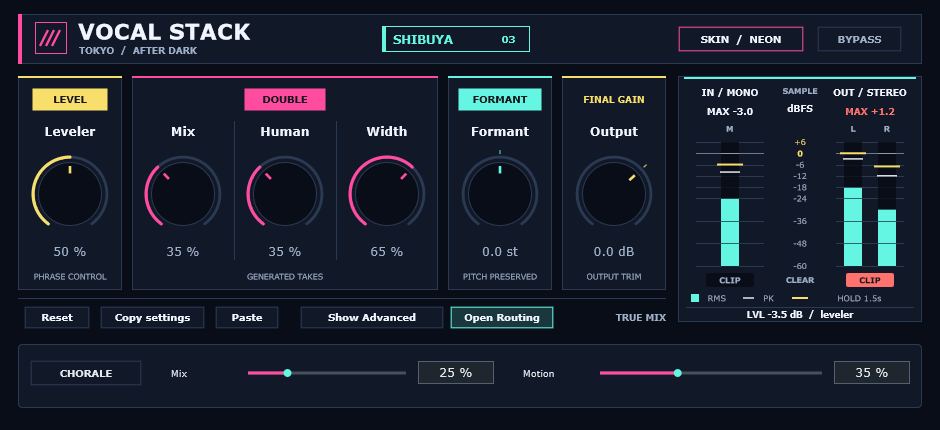 VOCAL STACK
TOKYO / AFTER DARK
SHIBUYA 03
SKIN / NEON
BYPASS
LEVEL
DOUBLE
FORMANT
FINAL GAIN
Leveler
Mix
Human
Width
Formant
Output
50 %
35 %
35 %
65 %
0.0 st
0.0 dB
PHRASE CONTROL
GENERATED TAKES
PITCH PRESERVED
OUTPUT TRIM
IN / MONO
SAMPLE
OUT / STEREO
MAX -3.0
dBFS
MAX +1.2
M
L
R
+6
0
-6
-12
-18
-24
-36
-48
-60
CLIP
CLEAR
CLIP
RMS
PK
HOLD 1.5s
LVL -3.5 dB / leveler
Reset
Copy settings
Paste
Show Advanced
Open Routing
TRUE MIX
CHORALE
Mix
25 %
Motion
35 %